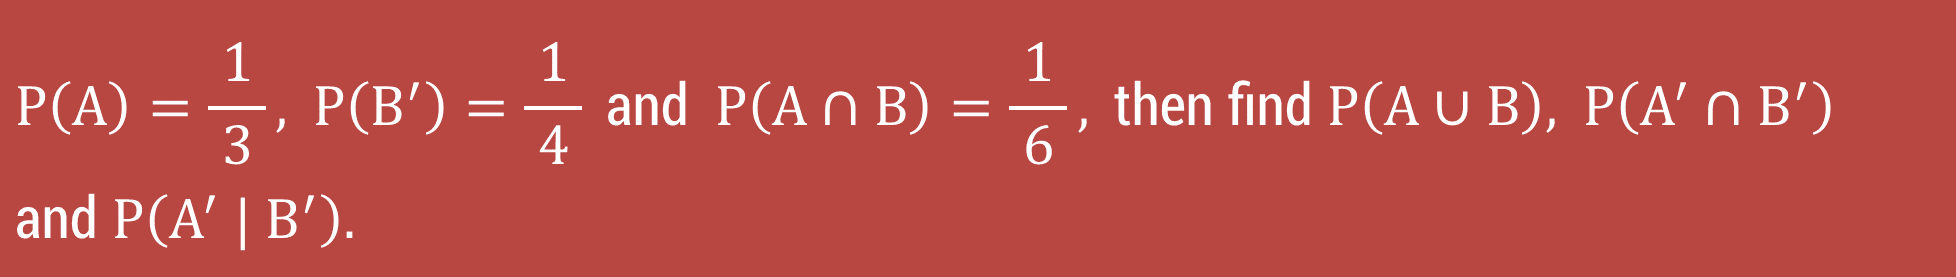 P(A) = 1/3, P(B′) = 1/4 and P(A ∩ B) = 1/6, then find P(A ∪ B), P(A′ ∩ B′)
and P(A′ | B′).